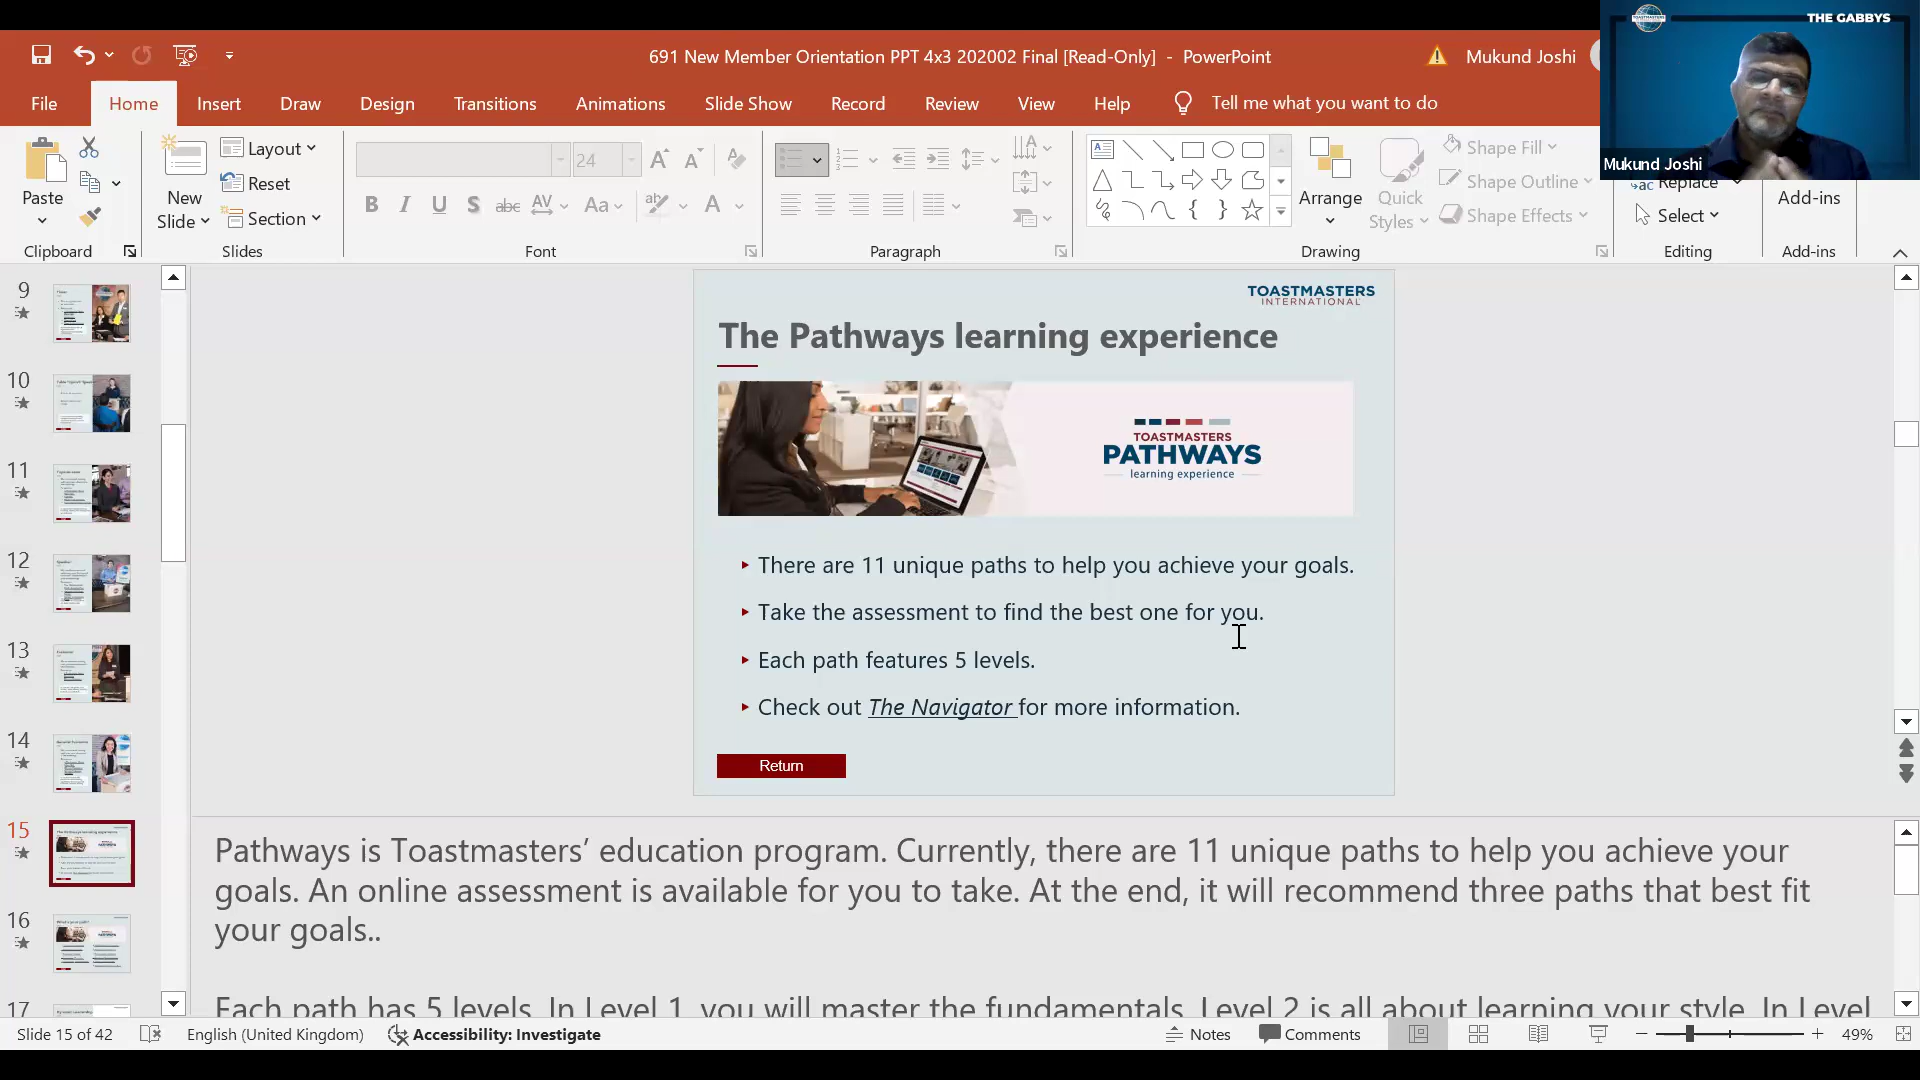 THE GABBYS
691 New Member Orientation PPT 4x3 202002 Final [Read-Only] - PowerPoint
Mukund Joshi
File Home Insert Draw Design Transitions Animations Slide Show Record Review View Help Tell me what you want to do
Mukund Joshi
Paste
New Slide
Layout
Reset
Section
24
Shape Fill
Shape Outline
Shape Effects
Arrange
Quick Styles
Replace
Select
Add-ins
Clipboard Slides Font Paragraph Drawing Editing Add-ins
9
10
11
12
13
14
15
16
17
TOASTMASTERS
INTERNATIONAL
The Pathways learning experience
TOASTMASTERS
PATHWAYS
learning experience
There are 11 unique paths to help you achieve your goals.
Take the assessment to find the best one for you.
Each path features 5 levels.
Check out The Navigator for more information.
Return
Pathways is Toastmasters’ education program. Currently, there are 11 unique paths to help you achieve your
goals. An online assessment is available for you to take. At the end, it will recommend three paths that best fit
your goals..
Each path has 5 levels. In Level 1, you will master the fundamentals. Level 2 is all about learning your style. In Level
Slide 15 of 42 English (United Kingdom) Accessibility: Investigate Notes Comments 49%